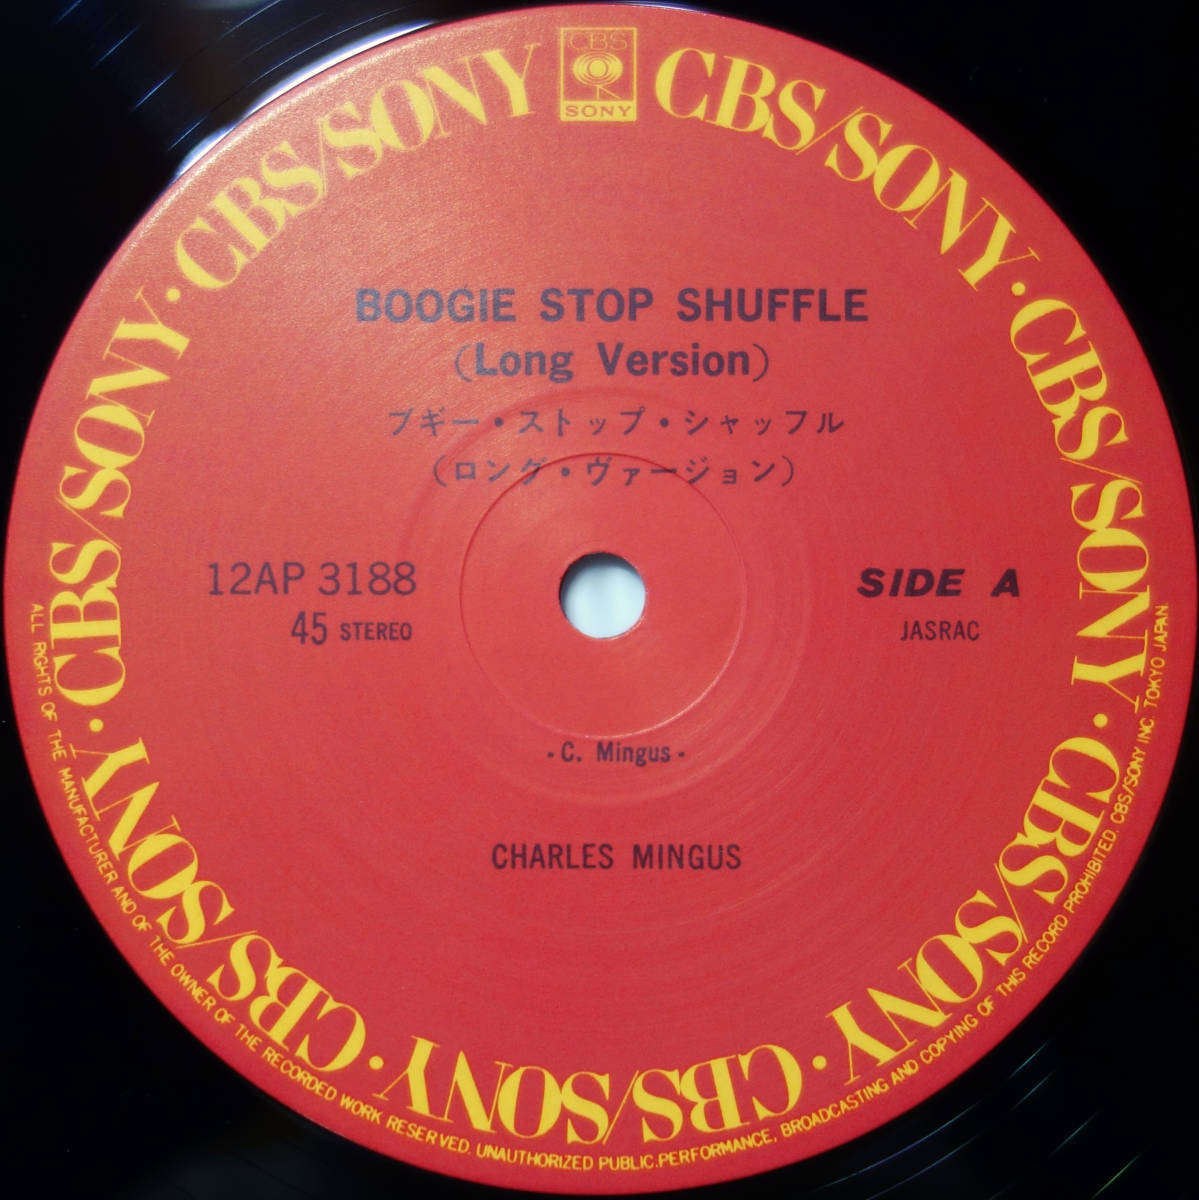 CBS
SONY
CBS/SONY · CBS/SONY · CBS/SONY · CBS/SONY · CBS/SONY · CBS/SONY · CBS/SONY · CBS/SONY
BOOGIE STOP SHUFFLE
(Long Version)
ブギー・ストップ・シャッフル
(ロング・ヴァージョン)
12AP 3188
SIDE A
45 STEREO
JASRAC
- C. Mingus -
CHARLES MINGUS
ALL RIGHTS OF THE MANUFACTURER AND OF THE OWNER OF THE RECORDED WORK RESERVED. UNAUTHORIZED PUBLIC.PERFORMANCE, BROADCASTING AND COPYING OF THIS RECORD PROHIBITED. CBS/SONY INC. TOKYO JAPAN.